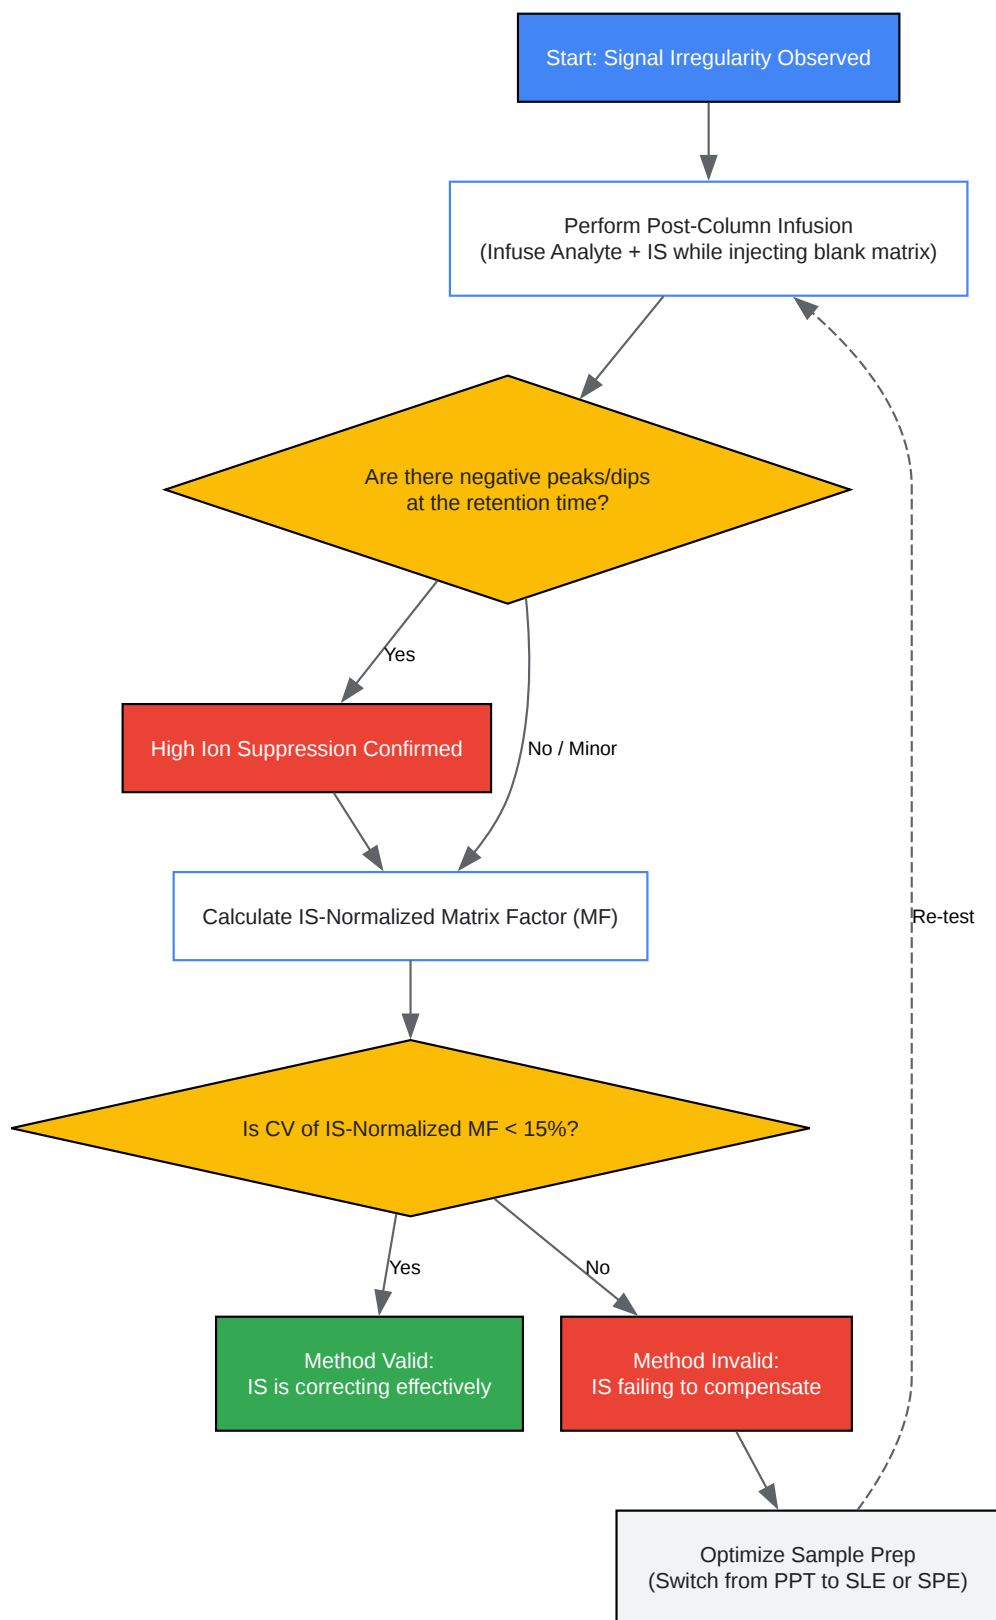 Start: Signal Irregularity Observed
Perform Post-Column Infusion
(Infuse Analyte + IS while injecting blank matrix)
Are there negative peaks/dips
at the retention time?
Yes
High Ion Suppression Confirmed
No / Minor
Calculate IS-Normalized Matrix Factor (MF)
Re-test
Is CV of IS-Normalized MF < 15%?
Yes
No
Method Valid:
IS is correcting effectively
Method Invalid:
IS failing to compensate
Optimize Sample Prep
(Switch from PPT to SLE or SPE)